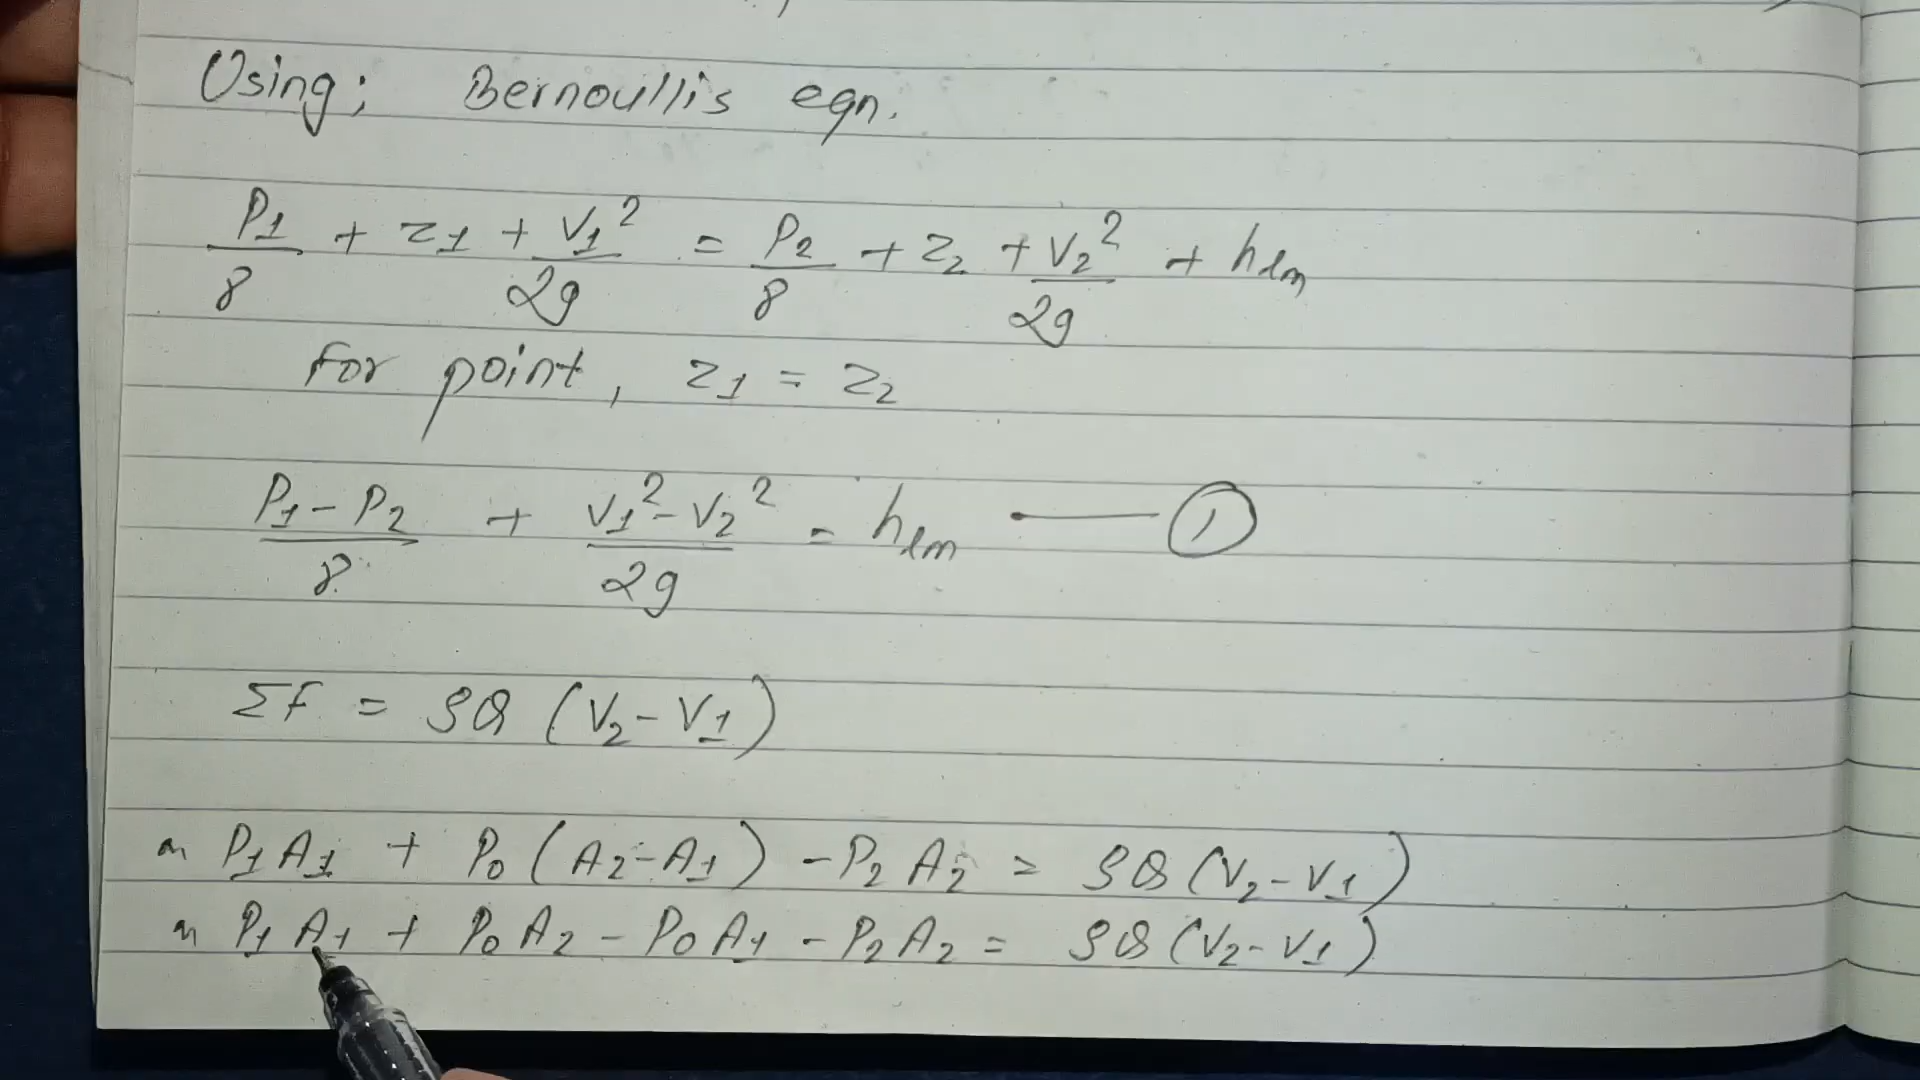 Using; Bernoullis eqn.
P1/γ + z1 + V1²/2g = P2/γ + z2 + V2²/2g + hlm
For point, z1 = z2
P1-P2/γ + V1²-V2²/2g = hlm — ①
ΣF = ρQ (V2-V1)
P1A1 + P0(A2-A1) -P2A2 = ρQ(V2-V1)
P1A1 + P0A2 - P0A1 - P2A2 = ρQ(V2-V1)